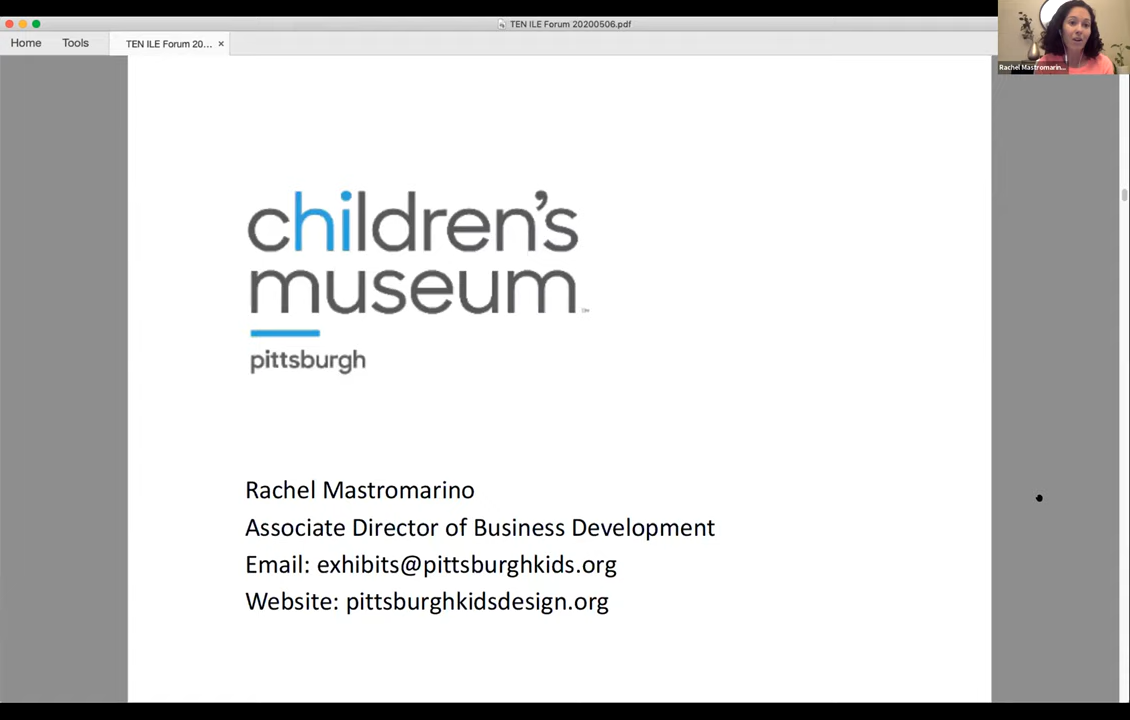 TEN ILE Forum 20200506.pdf
Home
Tools
TEN ILE Forum 20... ×
Rachel Mastromarin...
children's
museum
pittsburgh
Rachel Mastromarino
Associate Director of Business Development
Email: exhibits@pittsburghkids.org
Website: pittsburghkidsdesign.org